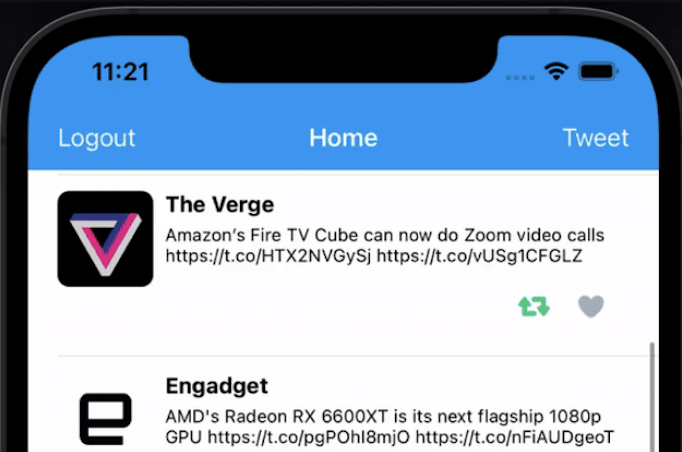 11:21
Logout Home Tweet
The Verge
Amazon's Fire TV Cube can now do Zoom video calls
https://t.co/HTX2NVGySj https://t.co/vUSg1CFGLZ
Engadget
AMD's Radeon RX 6600XT is its next flagship 1080p
GPU https://t.co/pgPOhI8mjO https://t.co/nFiAUDgeoT